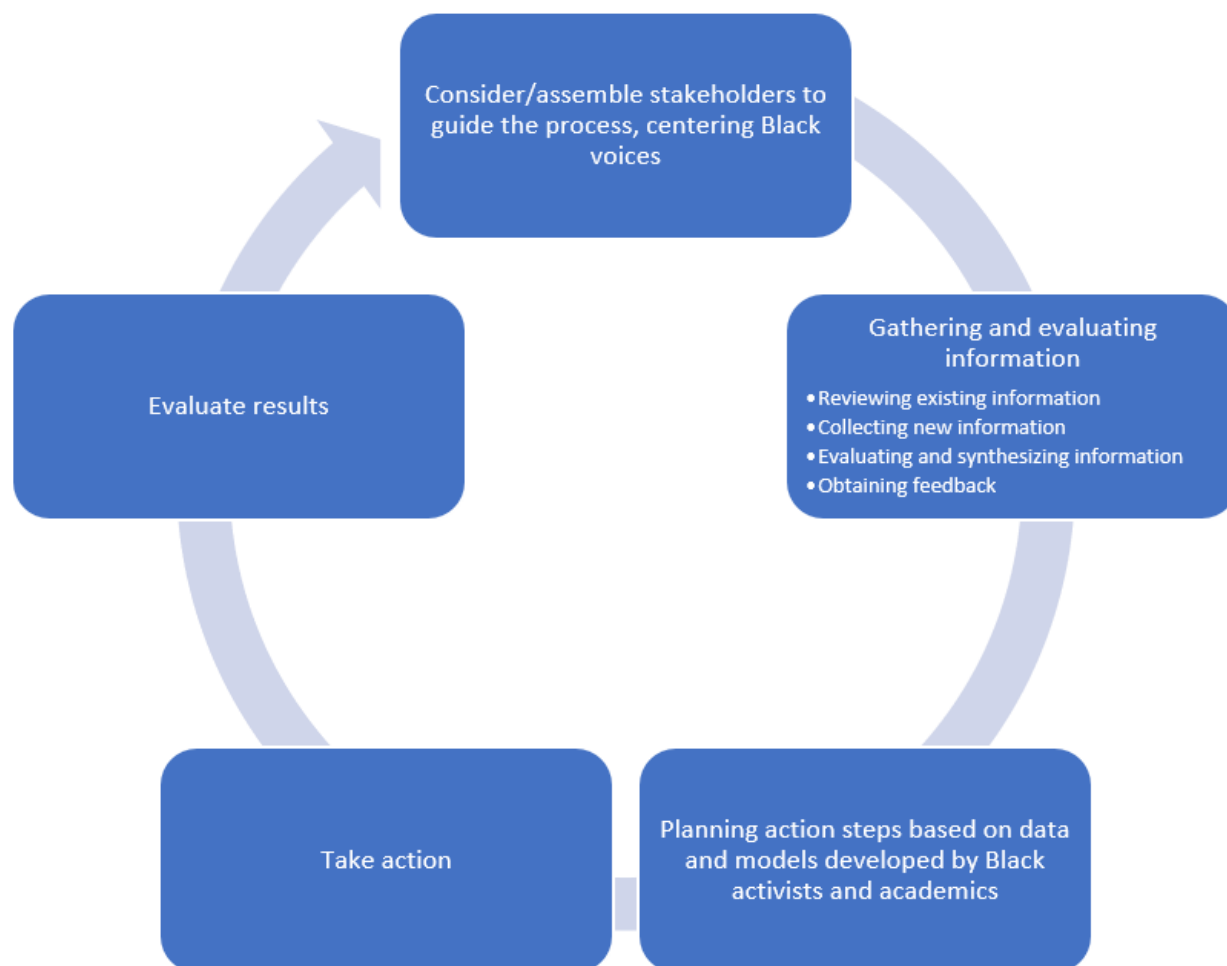 Consider/assemble stakeholders to
guide the process, centering Black
voices
Gathering and evaluating
information
•Reviewing existing information
•Collecting new information
•Evaluating and synthesizing information
•Obtaining feedback
Planning action steps based on data
and models developed by Black
activists and academics
Take action
Evaluate results